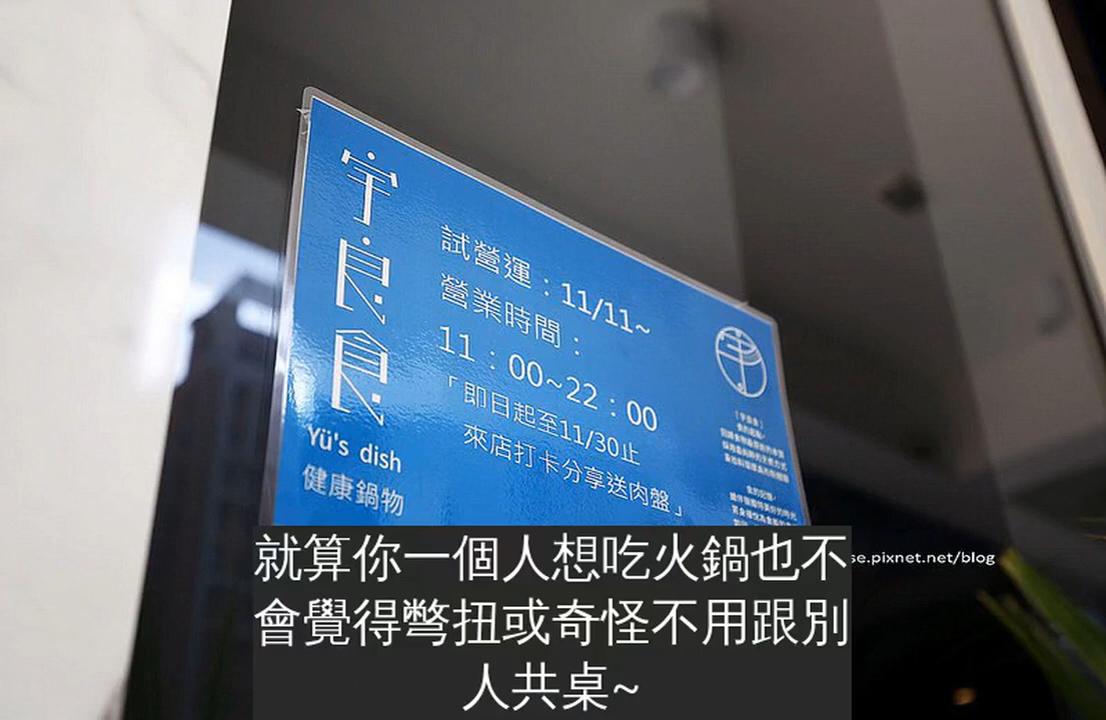 宇良食
Yü's dish
健康鍋物
試營運：11/11~
營業時間：
11：00~22：00
「即日起至11/30止
來店打卡分享送肉盤」
se.pixnet.net/blog
就算你一個人想吃火鍋也不
會覺得彆扭或奇怪不用跟別
人共桌~